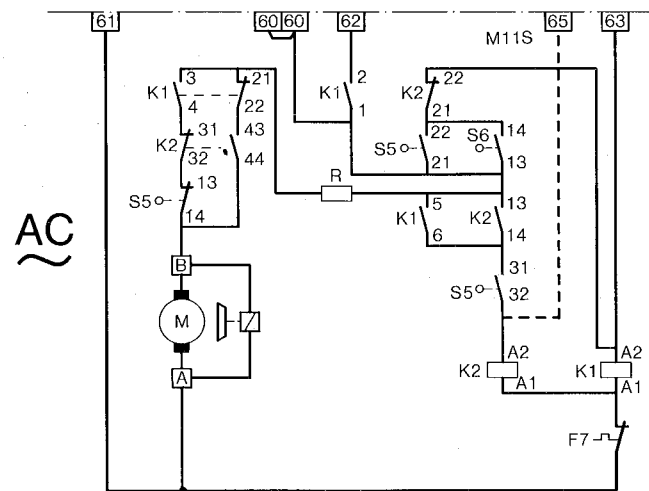 61 60 60 62 65 63
M11S
3 21 2 22
K1 K1 K2
4 22 1 21
31 43 22 14
K2 S5 S6
32 44 21 13
13 R 5 13
S5 K1 K2
14 6 14
AC
~
31
B S5
32
M
A2 A2
K2 K1
A A1 A1
F7